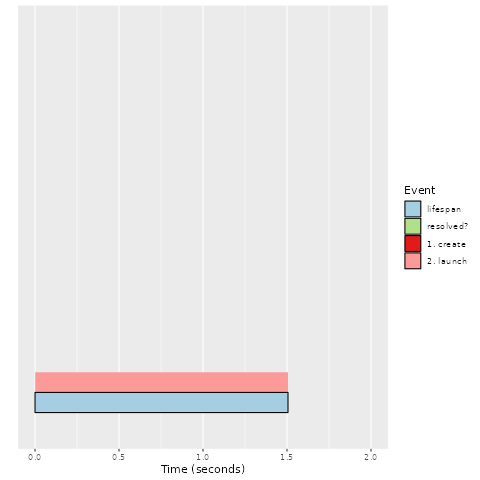 Event
lifespan
resolved?
1. create
2. launch
0.0 0.5 1.0 1.5 2.0
Time (seconds)